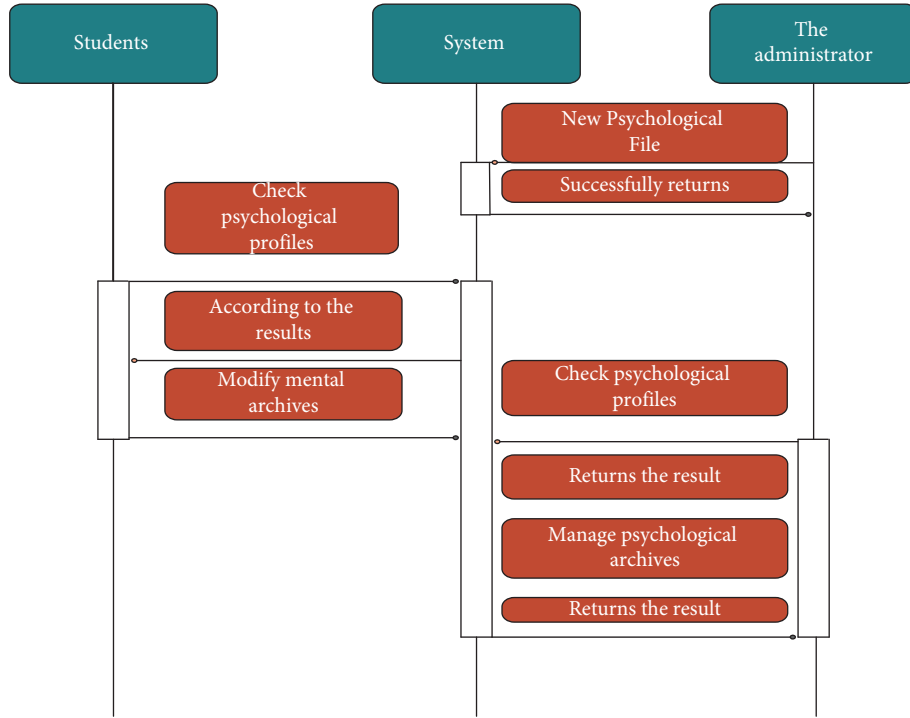 Students
System
The
administrator
New Psychological
File
Successfully returns
Check
psychological
profiles
According to the
results
Modify mental
archives
Check psychological
profiles
Returns the result
Manage psychological
archives
Returns the result